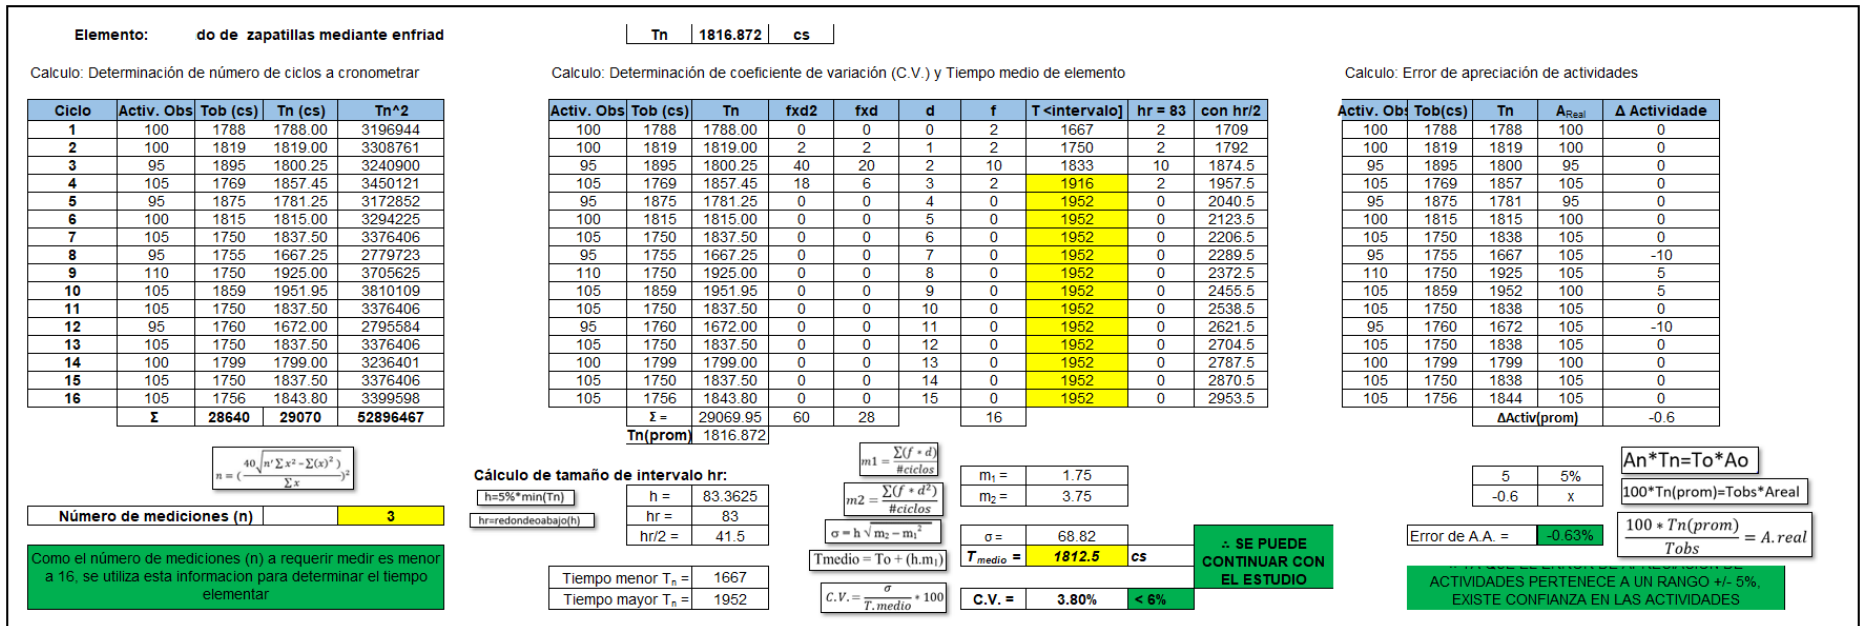 Elemento: do de zapatillas mediante enfriad Tn 1816.872 cs
Calculo: Determinación de número de ciclos a cronometrar
Ciclo Activ. Obs Tob (cs) Tn (cs) Tn^2
1 100 1788 1788.00 3196944
2 100 1819 1819.00 3308761
3 95 1895 1800.25 3240900
4 105 1769 1857.45 3450121
5 95 1875 1781.25 3172852
6 100 1815 1815.00 3294225
7 105 1750 1837.50 3376406
8 95 1755 1667.25 2779723
9 110 1750 1925.00 3705625
10 105 1859 1951.95 3810109
11 105 1750 1837.50 3376406
12 95 1760 1672.00 2795584
13 105 1750 1837.50 3376406
14 100 1799 1799.00 3236401
15 105 1750 1837.50 3376406
16 105 1756 1843.80 3399598
Σ 28640 29070 52896467
n = (40√(n' Σ x² − Σ(x)²) / Σ x)²
Número de mediciones (n) 3
Como el número de mediciones (n) a requerir medir es menor
a 16, se utiliza esta informacion para determinar el tiempo
elementar
Calculo: Determinación de coeficiente de variación (C.V.) y Tiempo medio de elemento
Activ. Obs Tob (cs) Tn fxd2 fxd d f T <intervalo] hr = 83 con hr/2
100 1788 1788.00 0 0 0 2 1667 2 1709
100 1819 1819.00 2 2 1 2 1750 2 1792
95 1895 1800.25 40 20 2 10 1833 10 1874.5
105 1769 1857.45 18 6 3 2 1916 2 1957.5
95 1875 1781.25 0 0 4 0 1952 0 2040.5
100 1815 1815.00 0 0 5 0 1952 0 2123.5
105 1750 1837.50 0 0 6 0 1952 0 2206.5
95 1755 1667.25 0 0 7 0 1952 0 2289.5
110 1750 1925.00 0 0 8 0 1952 0 2372.5
105 1859 1951.95 0 0 9 0 1952 0 2455.5
105 1750 1837.50 0 0 10 0 1952 0 2538.5
95 1760 1672.00 0 0 11 0 1952 0 2621.5
105 1750 1837.50 0 0 12 0 1952 0 2704.5
100 1799 1799.00 0 0 13 0 1952 0 2787.5
105 1750 1837.50 0 0 14 0 1952 0 2870.5
105 1756 1843.80 0 0 15 0 1952 0 2953.5
Σ = 29069.95 60 28 16
Tn(prom) 1816.872
Cálculo de tamaño de intervalo hr:
h=5%*min(Tn) h = 83.3625
hr=redondeoabajo(h) hr = 83
hr/2 = 41.5
Tiempo menor Tₙ = 1667
Tiempo mayor Tₙ = 1952
m1 = Σ(f * d) / #ciclos
m2 = Σ(f * d²) / #ciclos
σ = h √(m₂ − m₁²)
Tmedio = To + (h.m₁)
C.V. = σ / T.medio * 100
m₁ = 1.75
m₂ = 3.75
σ = 68.82
Tmedio = 1812.5 cs
C.V. = 3.80% < 6%
∴ SE PUEDE
CONTINUAR CON
EL ESTUDIO
Calculo: Error de apreciación de actividades
Activ. Obs Tob(cs) Tn AReal Δ Actividade
100 1788 1788 100 0
100 1819 1819 100 0
95 1895 1800 95 0
105 1769 1857 105 0
95 1875 1781 95 0
100 1815 1815 100 0
105 1750 1838 105 0
95 1755 1667 105 -10
110 1750 1925 105 5
105 1859 1952 100 5
105 1750 1838 105 0
95 1760 1672 105 -10
105 1750 1838 105 0
100 1799 1799 100 0
105 1750 1838 105 0
105 1756 1844 105 0
ΔActiv(prom) -0.6
5 5%
-0.6 x
An*Tn=To*Ao
100*Tn(prom)=Tobs*Areal
100 * Tn(prom) / Tobs = A.real
Error de A.A. = -0.63%
YA QUE EL ERROR DE APRECIACION DE
ACTIVIDADES PERTENECE A UN RANGO +/- 5%,
EXISTE CONFIANZA EN LAS ACTIVIDADES